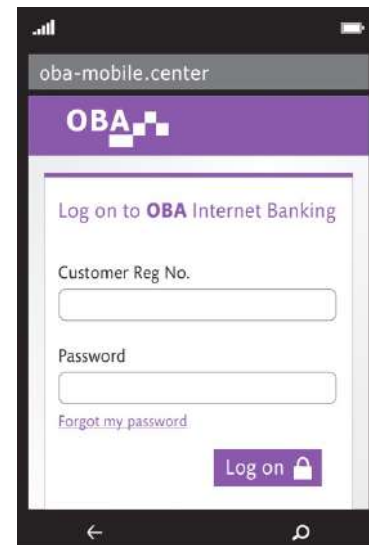 oba-mobile.center
OBA
Log on to OBA Internet Banking
Customer Reg No.
Password
Forgot my password
Log on